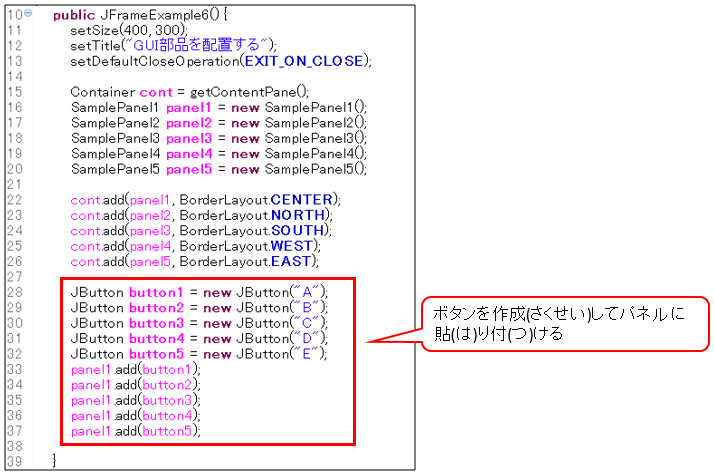 10 public JFrameExample6() {
11 setSize(400, 300);
12 setTitle("GUI部品を配置する");
13 setDefaultCloseOperation(EXIT_ON_CLOSE);
14
15 Container cont = getContentPane();
16 SamplePanel1 panel1 = new SamplePanel1();
17 SamplePanel2 panel2 = new SamplePanel2();
18 SamplePanel3 panel3 = new SamplePanel3();
19 SamplePanel4 panel4 = new SamplePanel4();
20 SamplePanel5 panel5 = new SamplePanel5();
21
22 cont.add(panel1, BorderLayout.CENTER);
23 cont.add(panel2, BorderLayout.NORTH);
24 cont.add(panel3, BorderLayout.SOUTH);
25 cont.add(panel4, BorderLayout.WEST);
26 cont.add(panel5, BorderLayout.EAST);
27
28 JButton button1 = new JButton("A");
29 JButton button2 = new JButton("B");
30 JButton button3 = new JButton("C");
31 JButton button4 = new JButton("D");
32 JButton button5 = new JButton("E");
33 panel1.add(button1);
34 panel1.add(button2);
35 panel1.add(button3);
36 panel1.add(button4);
37 panel1.add(button5);
38
39 }
ボタンを作成(さくせい)してパネルに
貼(は)り付(つ)ける